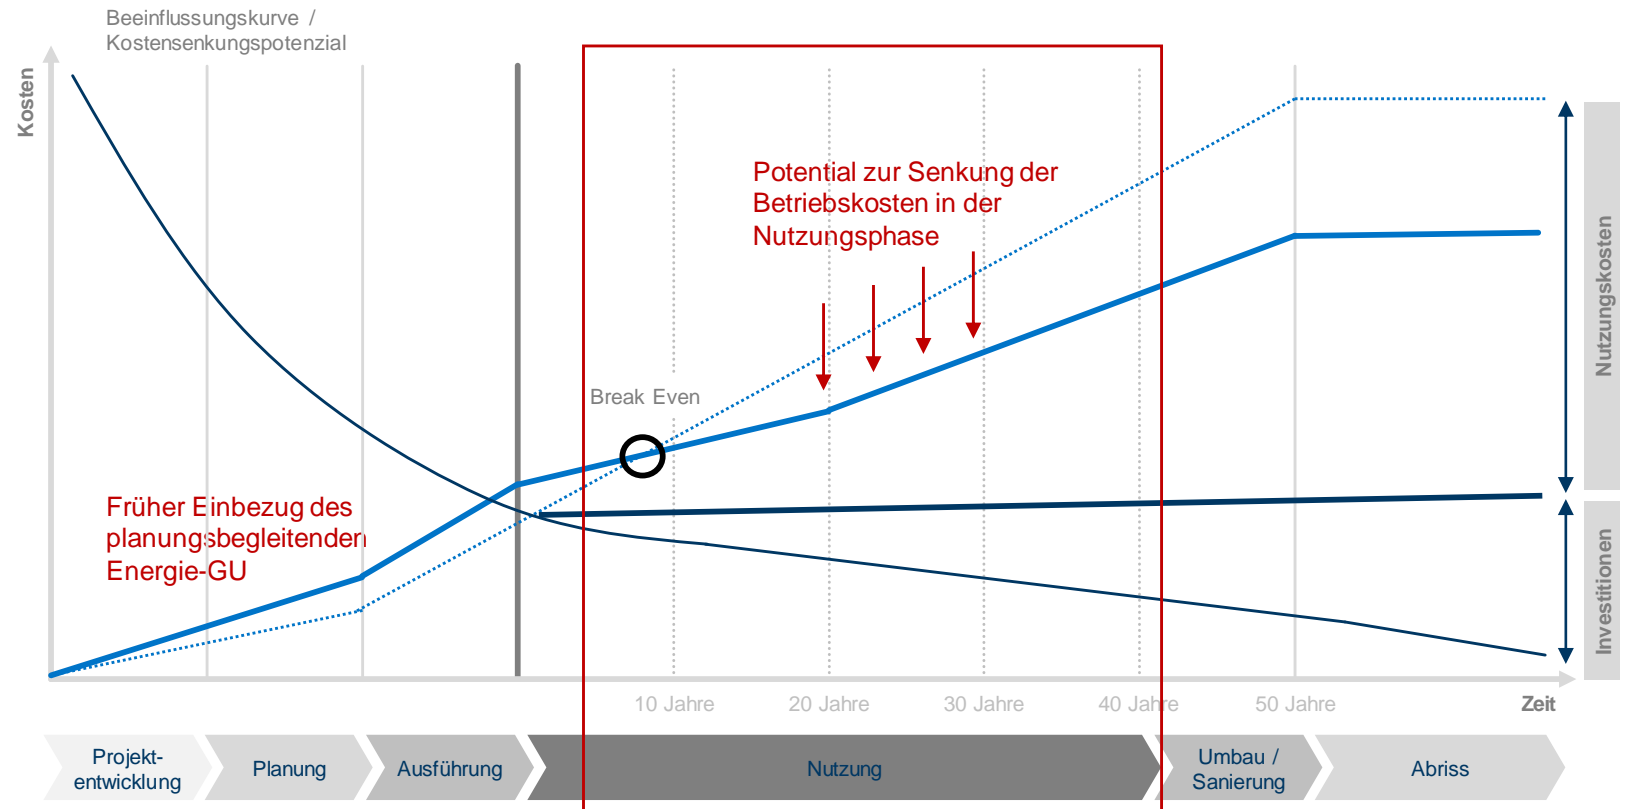 Beeinflussungskurve /
Kostensenkungspotenzial
Kosten
Potential zur Senkung der
Betriebskosten in der
Nutzungsphase
Break Even
Früher Einbezug des
planungsbegleitenden
Energie-GU
Nutzungskosten
Investitionen
10 Jahre
20 Jahre
30 Jahre
40 Jahre
50 Jahre
Zeit
Projekt-
entwicklung
Planung
Ausführung
Nutzung
Umbau /
Sanierung
Abriss